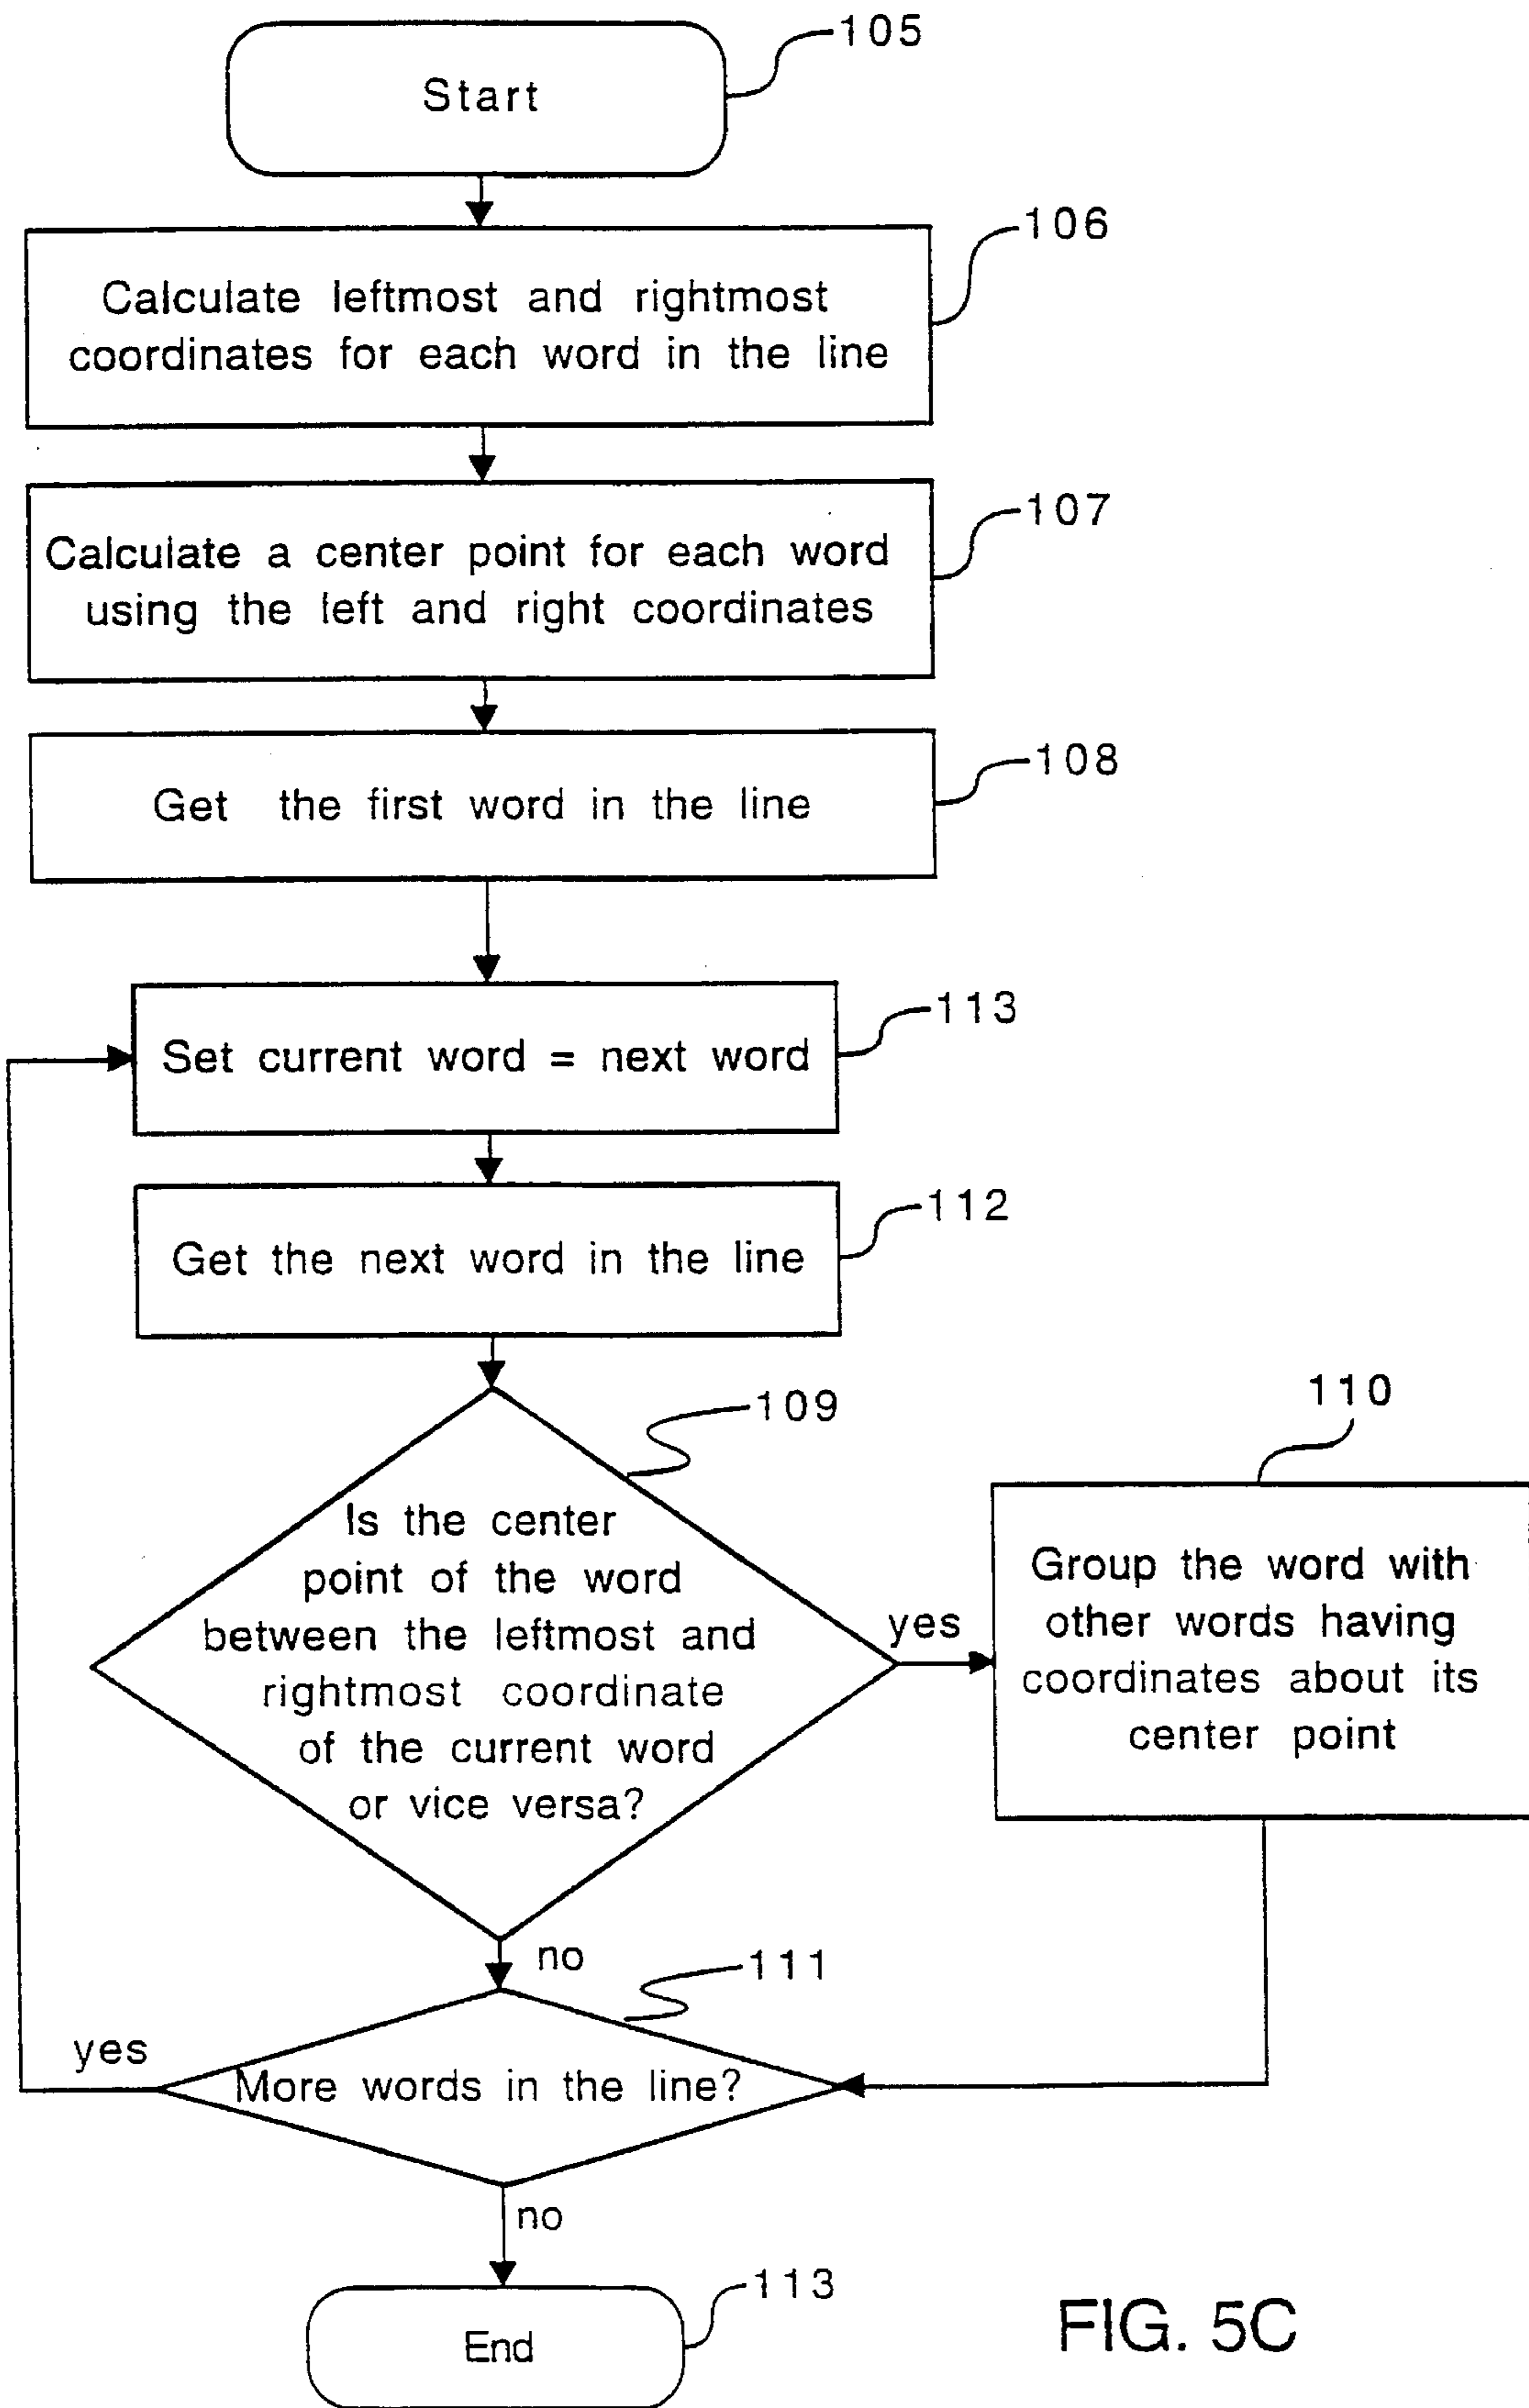 105
Start
106
Calculate leftmost and rightmost
coordinates for each word in the line
107
Calculate a center point for each word
using the left and right coordinates
108
Get the first word in the line
113
Set current word = next word
112
Get the next word in the line
109
Is the center
point of the word
between the leftmost and
rightmost coordinate
of the current word
or vice versa?
yes
110
Group the word with
other words having
coordinates about its
center point
no
111
yes
More words in the line?
no
113
End
FIG. 5C